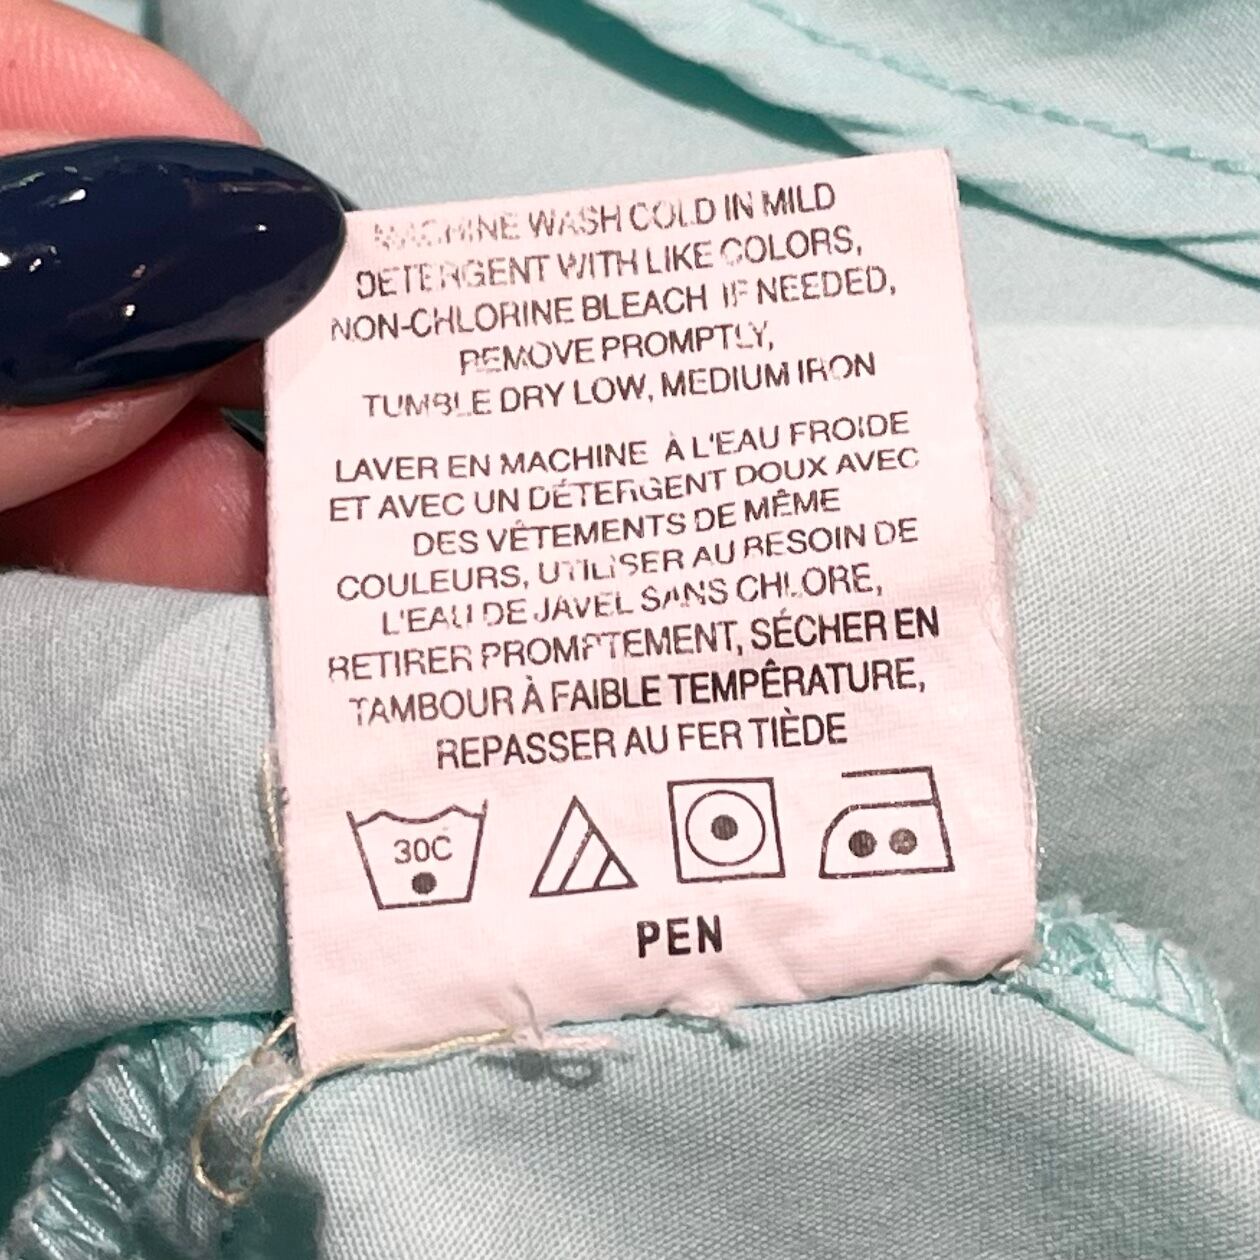 MACHINE WASH COLD IN MILD
DETERGENT WITH LIKE COLORS,
NON-CHLORINE BLEACH IF NEEDED,
REMOVE PROMPTLY,
TUMBLE DRY LOW, MEDIUM IRON
LAVER EN MACHINE À L'EAU FROIDE
ET AVEC UN DÉTERGENT DOUX AVEC
DES VÊTEMENTS DE MÊME
COULEURS, UTILISER AU BESOIN DE
L'EAU DE JAVEL SANS CHLORE,
RETIRER PROMPTEMENT, SÉCHER EN
TAMBOUR À FAIBLE TEMPÊRATURE,
REPASSER AU FER TIÈDE
30C
PEN